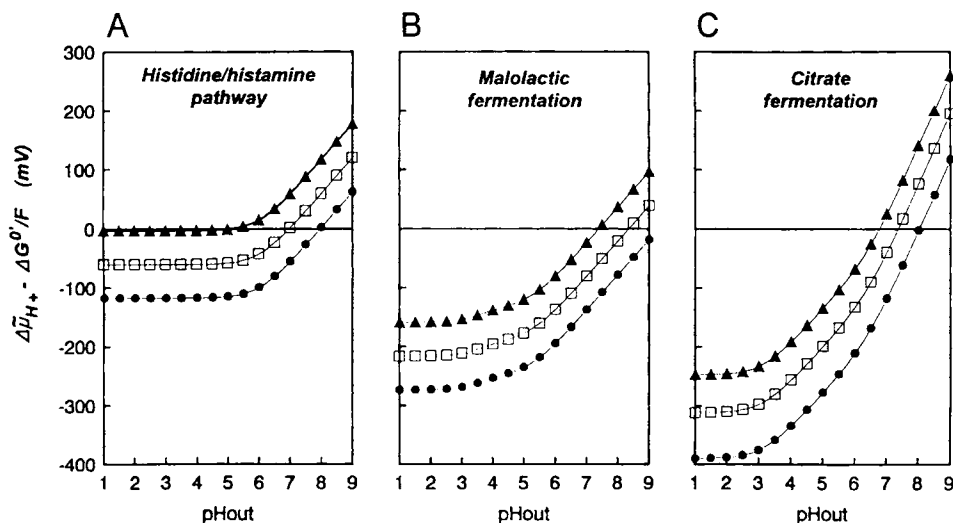 A
B
C
Histidine/histamine
pathway
Malolactic
fermentation
Citrate
fermentation
300
200
100
0
-100
-200
-300
-400
Δμ̃H+ - ΔG0'/F (mV)
1 2 3 4 5 6 7 8 9
1 2 3 4 5 6 7 8 9
1 2 3 4 5 6 7 8 9
pHout
pHout
pHout